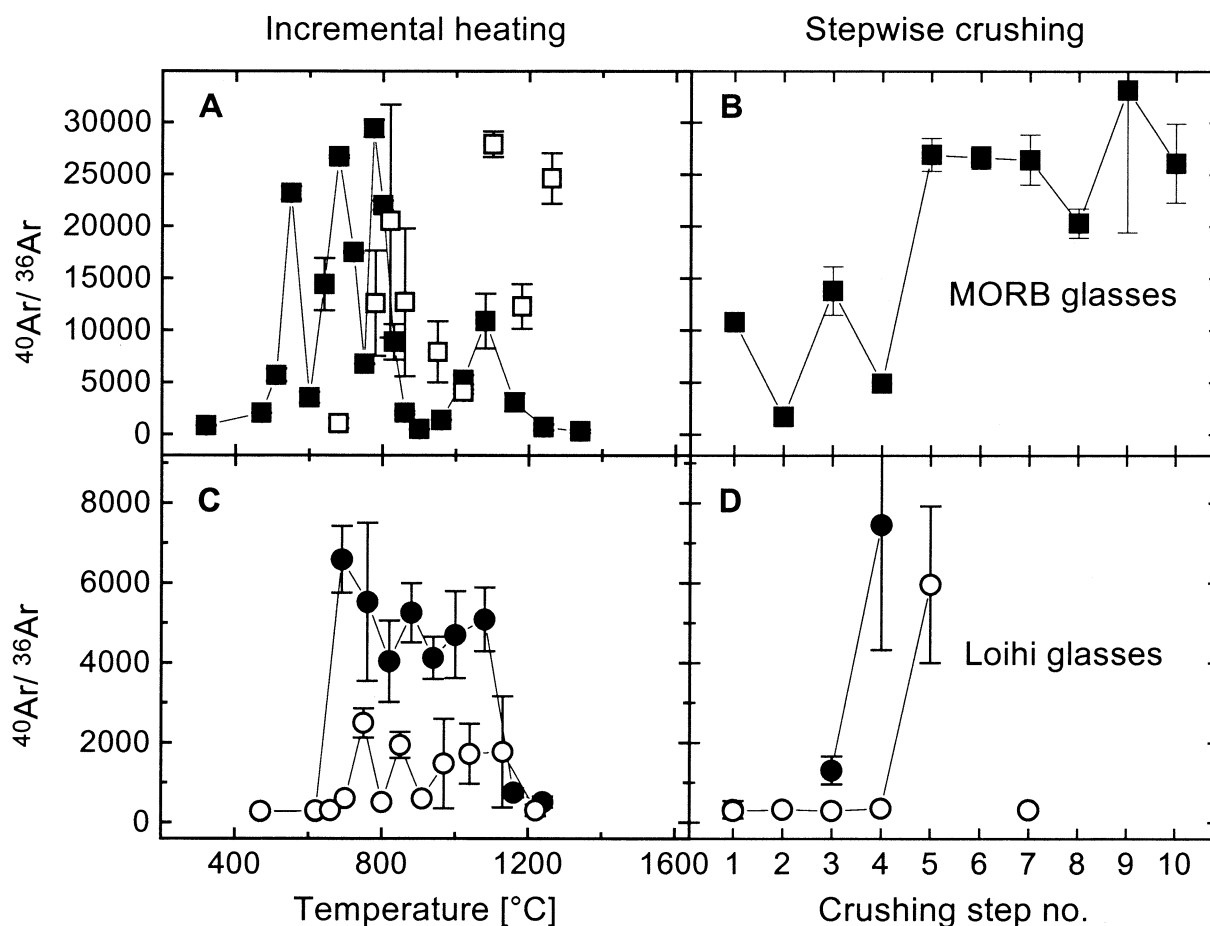 Incremental heating
Stepwise crushing
A
B
40Ar/ 36Ar
30000
25000
20000
15000
10000
5000
0
MORB glasses
C
D
40Ar/ 36Ar
8000
6000
4000
2000
0
Loihi glasses
400 800 1200 1600
1 2 3 4 5 6 7 8 9 10
Temperature [°C]
Crushing step no.